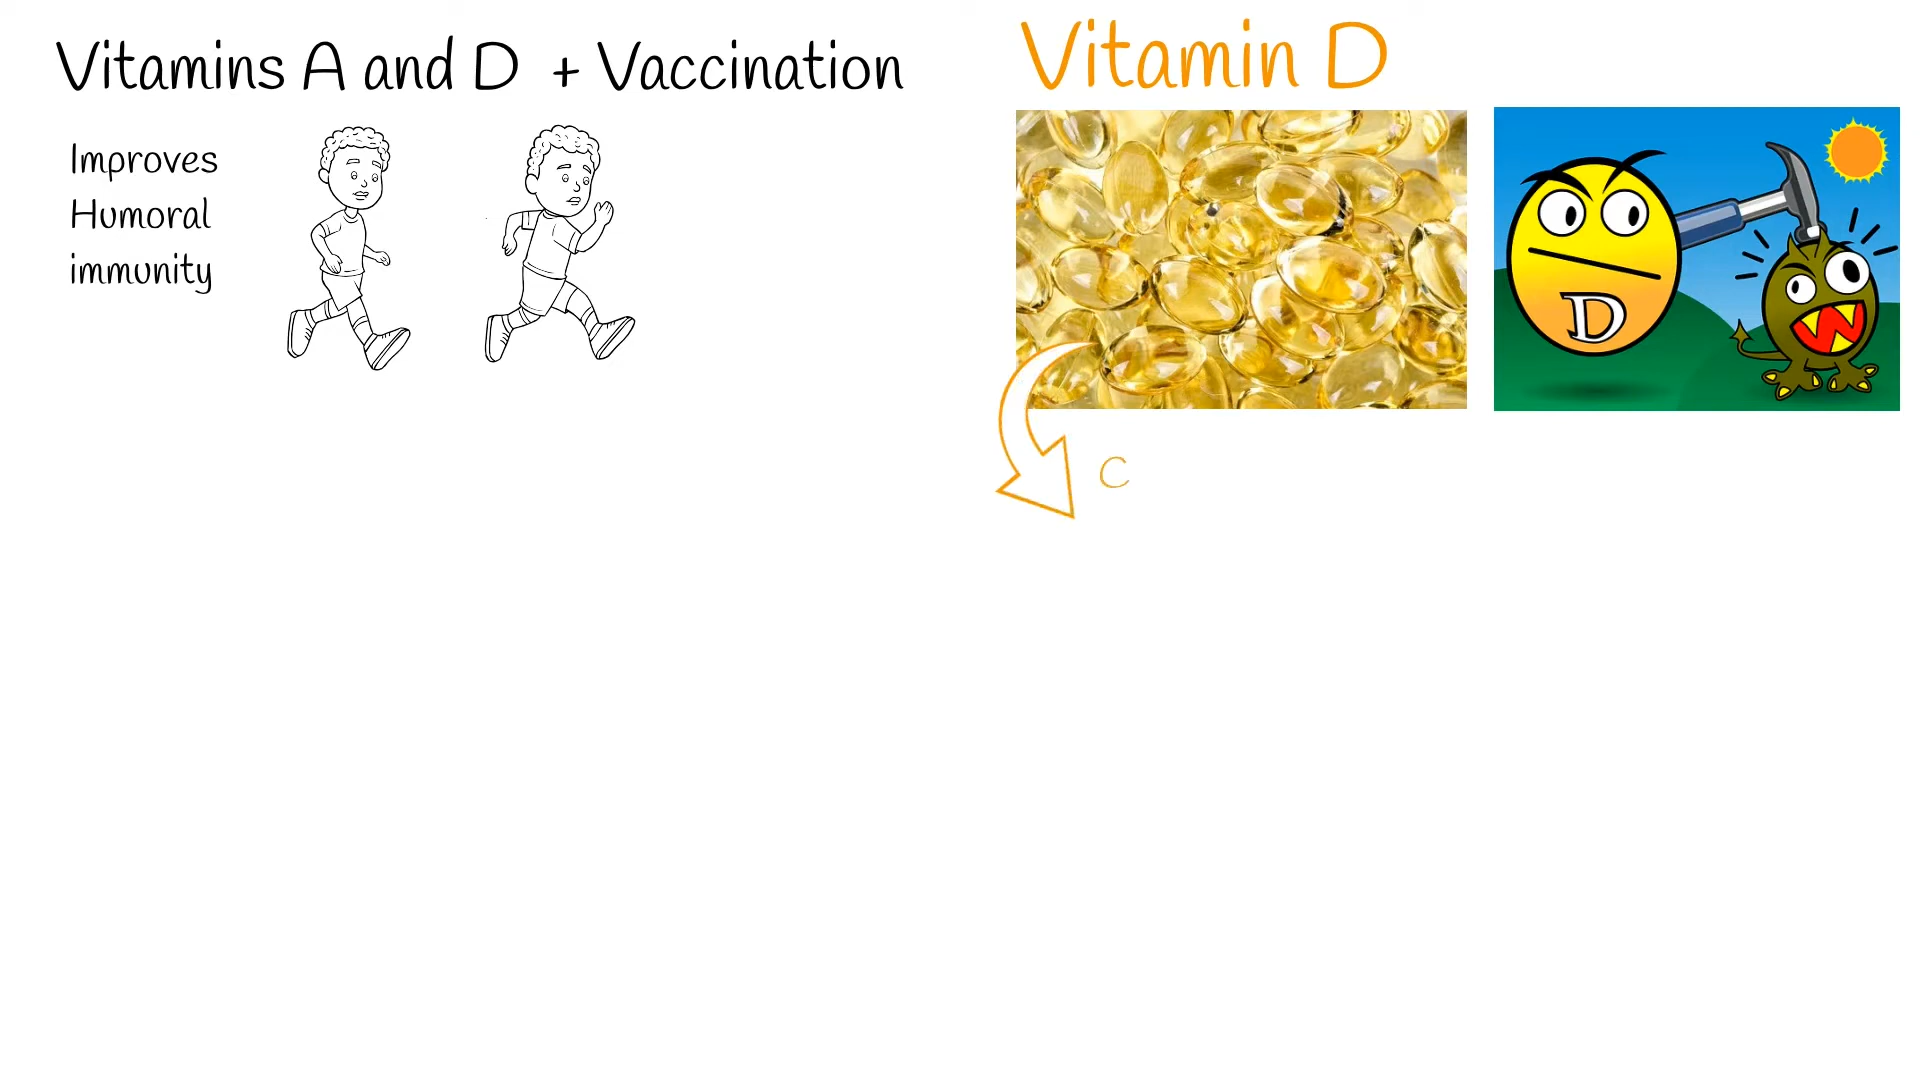 Vitamins A and D + Vaccination
Improves
Humoral
immunity
Vitamin D
D
C